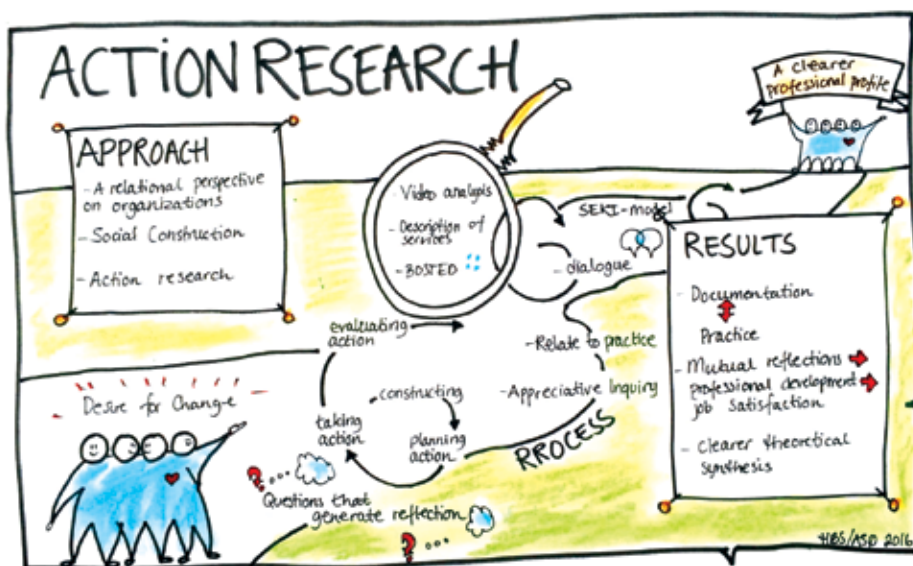 ACTION RESEARCH
A clearer
professional profile
APPROACH
- A relational perspective
on organizations
- Social Construction
- Action research
- Video analysis
- Description of
services
- BOSTED
SEKI-model
- dialogue
RESULTS
- Documentation
Practice
- Mutual reflections
professional development
job satisfaction
- Clearer theoretical
synthesis
evaluating
action
constructing
taking
action
planning
action
- Relate to practice
- Appreciative Inquiry
RROCESS
Desire for Change
? ...
Questions that
generate reflection
? ...
HBS/ASØ 2016